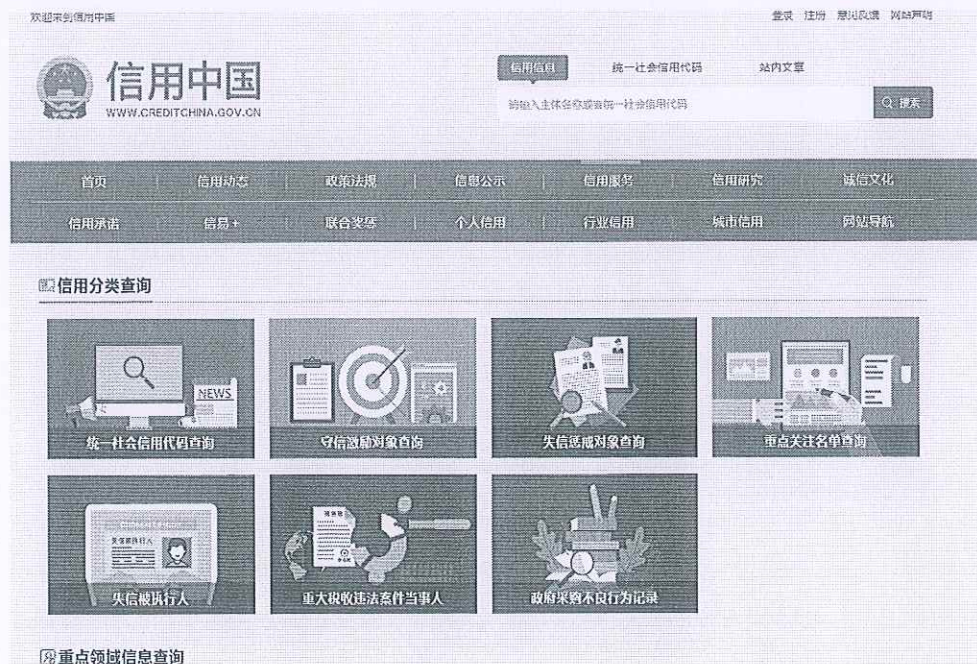 欢迎来到信用中国
登录 注册 意见反馈 网站声明
信用中国
WWW.CREDITCHINA.GOV.CN
信用信息 统一社会信用代码 站内文章
请输入主体名称或者统一社会信用代码 搜索
首页 信用动态 政策法规 信息公示 信用服务 信用研究 诚信文化
信用承诺 信易+ 联合奖惩 个人信用 行业信用 城市信用 网站导航
信用分类查询
NEWS
统一社会信用代码查询 守信激励对象查询 失信惩戒对象查询 重点关注名单查询
失信被执行人
失信被执行人 重大税收违法案件当事人 政府采购不良行为记录
重点领域信息查询